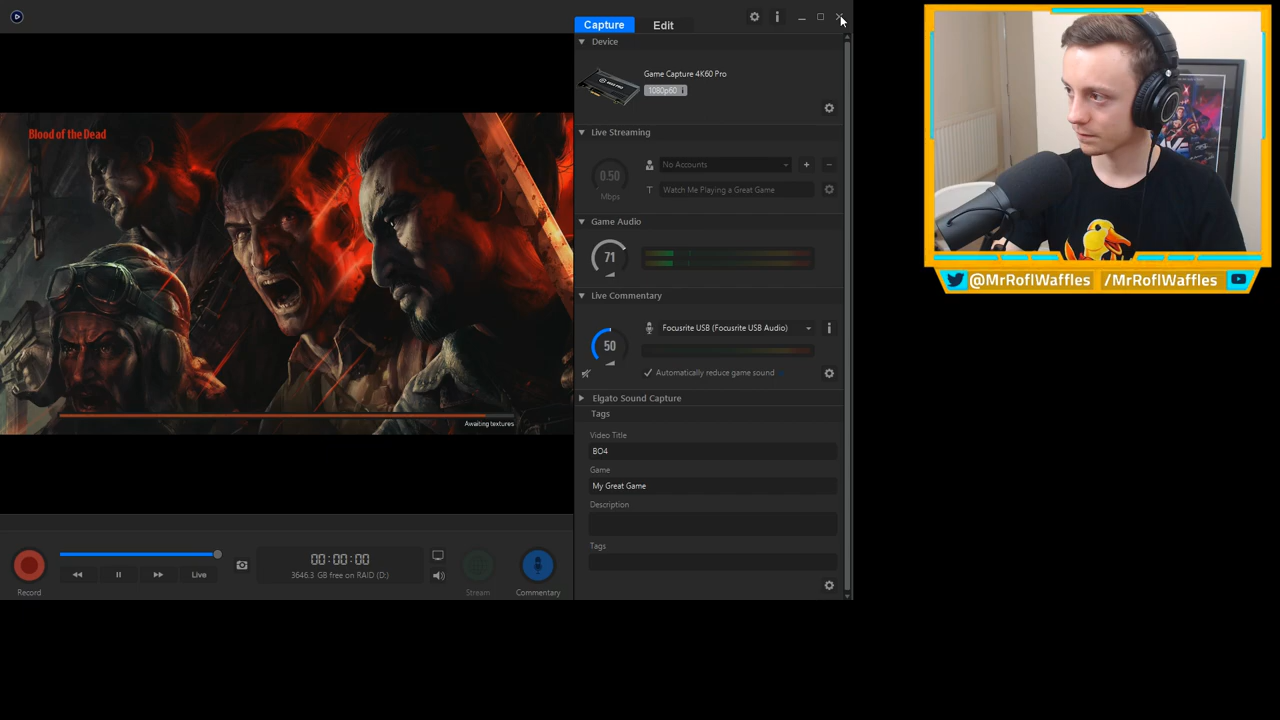 Capture
Edit
Device
Game Capture 4K60 Pro
1080p60
Live Streaming
0.50
Mbps
No Accounts
Watch Me Playing a Great Game
Game Audio
71
Live Commentary
50
Focusrite USB (Focusrite USB Audio)
Automatically reduce game sound
Elgato Sound Capture
Tags
Video Title
BO4
Game
My Great Game
Description
Tags
Blood of the Dead
Awaiting textures
Record
Live
00:00:00
3646.3 GB free on RAID (D:)
Stream
Commentary
@MrRoflWaffles
/MrRoflWaffles